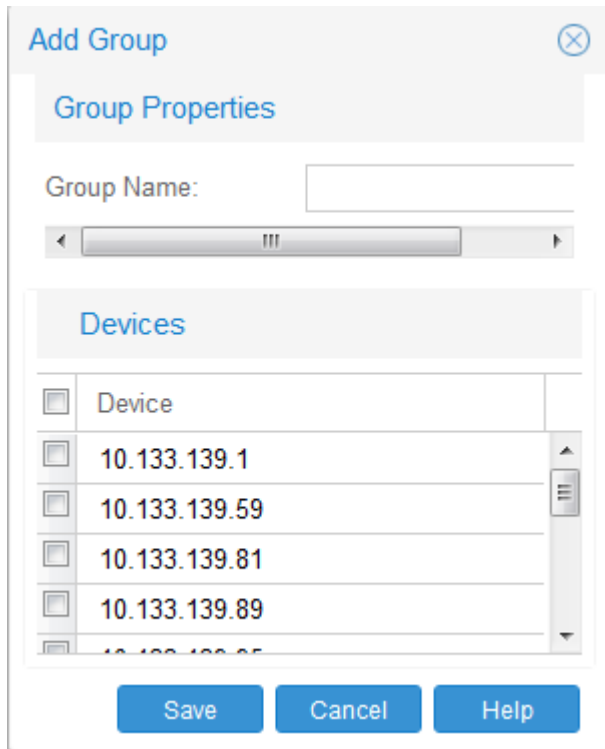 Add Group
Group Properties
Group Name:
Devices
Device
10.133.139.1
10.133.139.59
10.133.139.81
10.133.139.89
Save Cancel Help